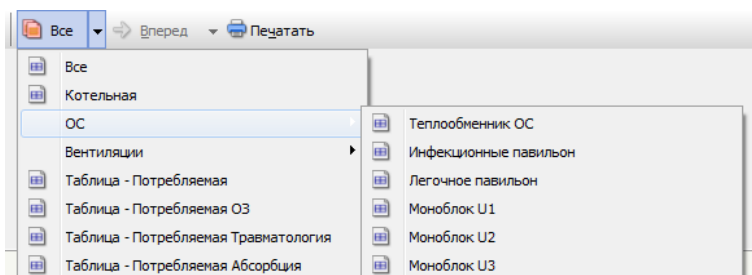 Все Вперед Печатать
Все
Котельная
ОС
Вентиляции
Таблица - Потребляемая
Таблица - Потребляемая ОЗ
Таблица - Потребляемая Травматология
Таблица - Потребляемая Абсорбция
Теплообменник ОС
Инфекционные павильон
Легочное павильон
Моноблок U1
Моноблок U2
Моноблок U3